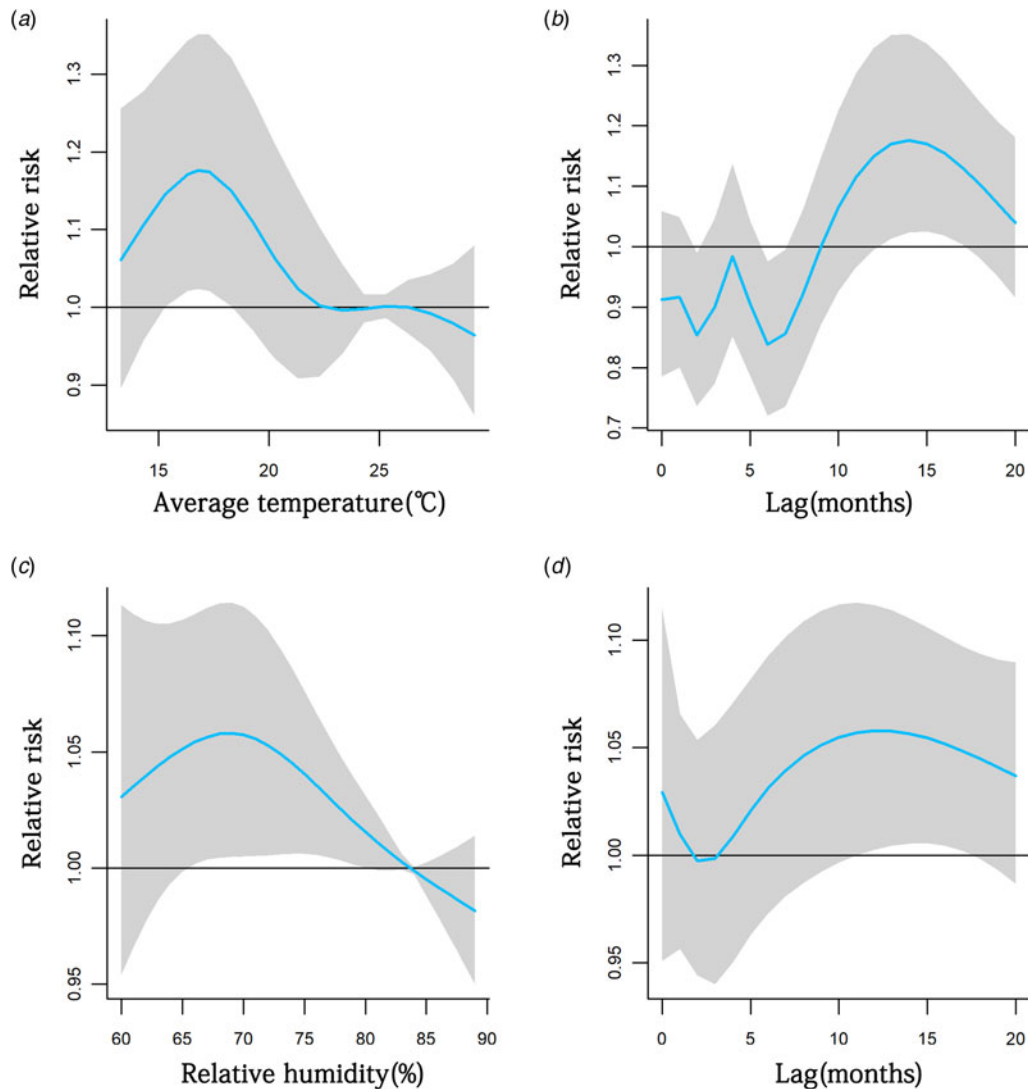 (a)
Relative risk
1.3
1.2
1.1
1.0
0.9
15 20 25
Average temperature(℃)
(b)
Relative risk
1.3
1.2
1.1
1.0
0.9
0.8
0.7
0 5 10 15 20
Lag(months)
(c)
Relative risk
1.10
1.05
1.00
0.95
60 65 70 75 80 85 90
Relative humidity(%)
(d)
Relative risk
1.10
1.05
1.00
0.95
0 5 10 15 20
Lag(months)